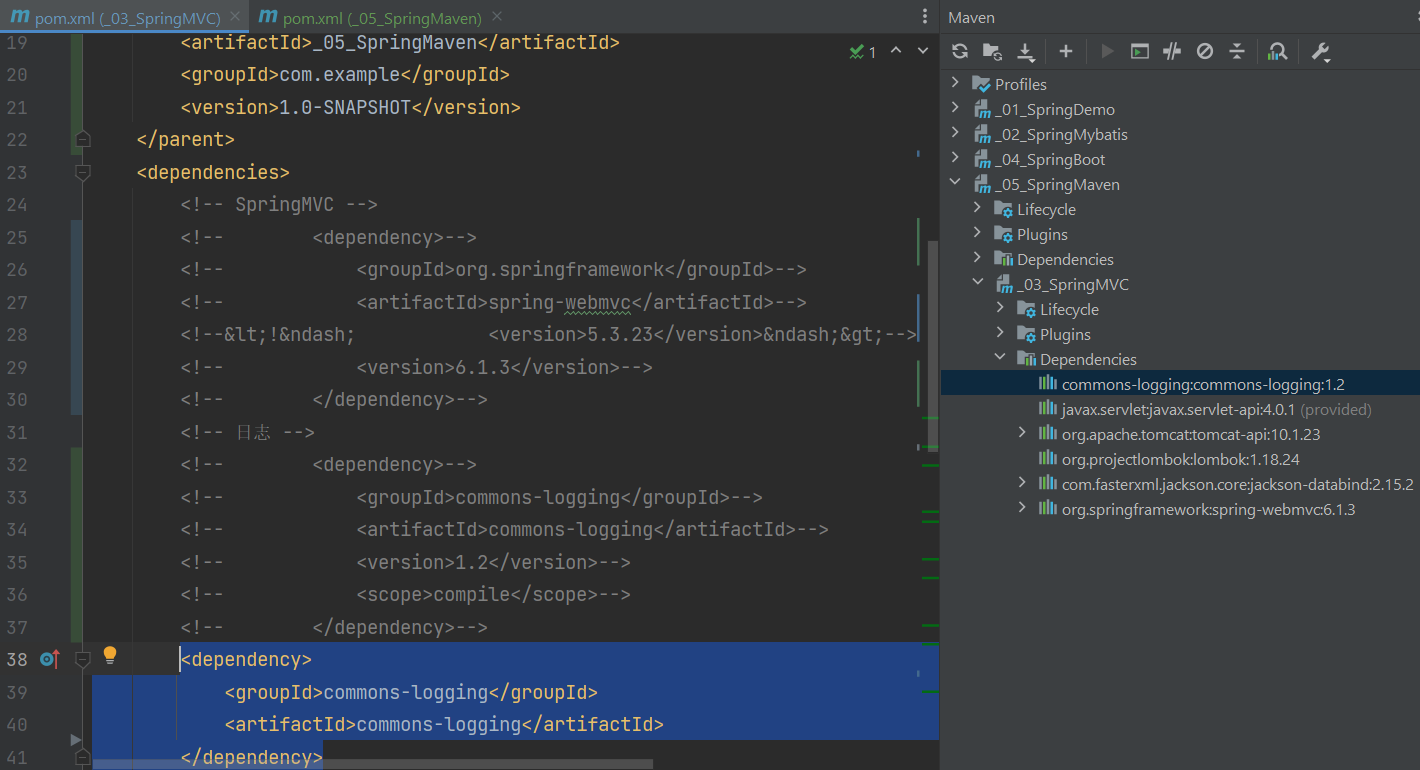 pom.xml (_03_SpringMVC)
pom.xml (_05_SpringMaven)
19 <artifactId>_05_SpringMaven</artifactId>
20 <groupId>com.example</groupId>
21 <version>1.0-SNAPSHOT</version>
22 </parent>
23 <dependencies>
24 <!-- SpringMVC -->
25 <!-- <dependency>-->
26 <!-- <groupId>org.springframework</groupId>-->
27 <!-- <artifactId>spring-webmvc</artifactId>-->
28 <!--&lt;!&ndash; <version>5.3.23</version>&ndash;&gt;-->
29 <!-- <version>6.1.3</version>-->
30 <!-- </dependency>-->
31 <!-- 日志 -->
32 <!-- <dependency>-->
33 <!-- <groupId>commons-logging</groupId>-->
34 <!-- <artifactId>commons-logging</artifactId>-->
35 <!-- <version>1.2</version>-->
36 <!-- <scope>compile</scope>-->
37 <!-- </dependency>-->
38 <dependency>
39 <groupId>commons-logging</groupId>
40 <artifactId>commons-logging</artifactId>
41 </dependency>
1
Maven
Profiles
_01_SpringDemo
_02_SpringMybatis
_04_SpringBoot
_05_SpringMaven
Lifecycle
Plugins
Dependencies
_03_SpringMVC
Lifecycle
Plugins
Dependencies
commons-logging:commons-logging:1.2
javax.servlet:javax.servlet-api:4.0.1 (provided)
org.apache.tomcat:tomcat-api:10.1.23
org.projectlombok:lombok:1.18.24
com.fasterxml.jackson.core:jackson-databind:2.15.2
org.springframework:spring-webmvc:6.1.3